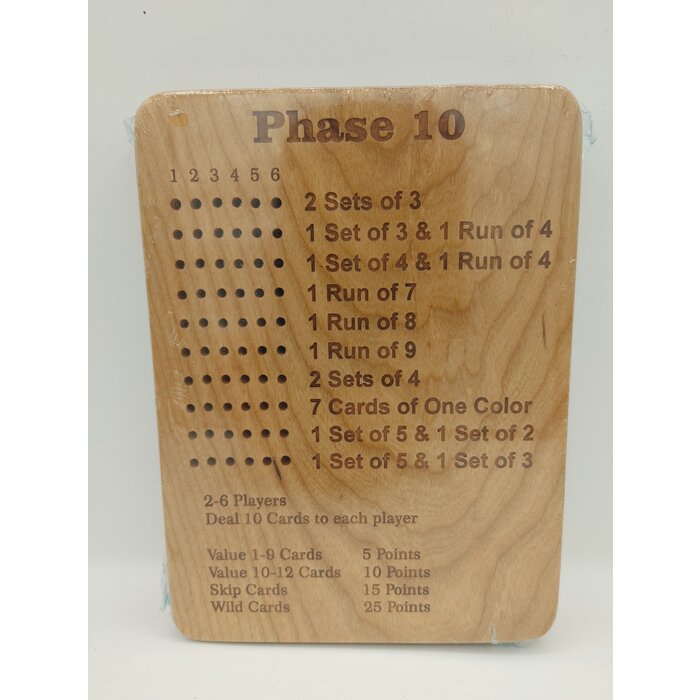 Phase 10
1 2 3 4 5 6
2 Sets of 3
1 Set of 3 & 1 Run of 4
1 Set of 4 & 1 Run of 4
1 Run of 7
1 Run of 8
1 Run of 9
2 Sets of 4
7 Cards of One Color
1 Set of 5 & 1 Set of 2
1 Set of 5 & 1 Set of 3
2-6 Players
Deal 10 Cards to each player
Value 1-9 Cards 5 Points
Value 10-12 Cards 10 Points
Skip Cards 15 Points
Wild Cards 25 Points